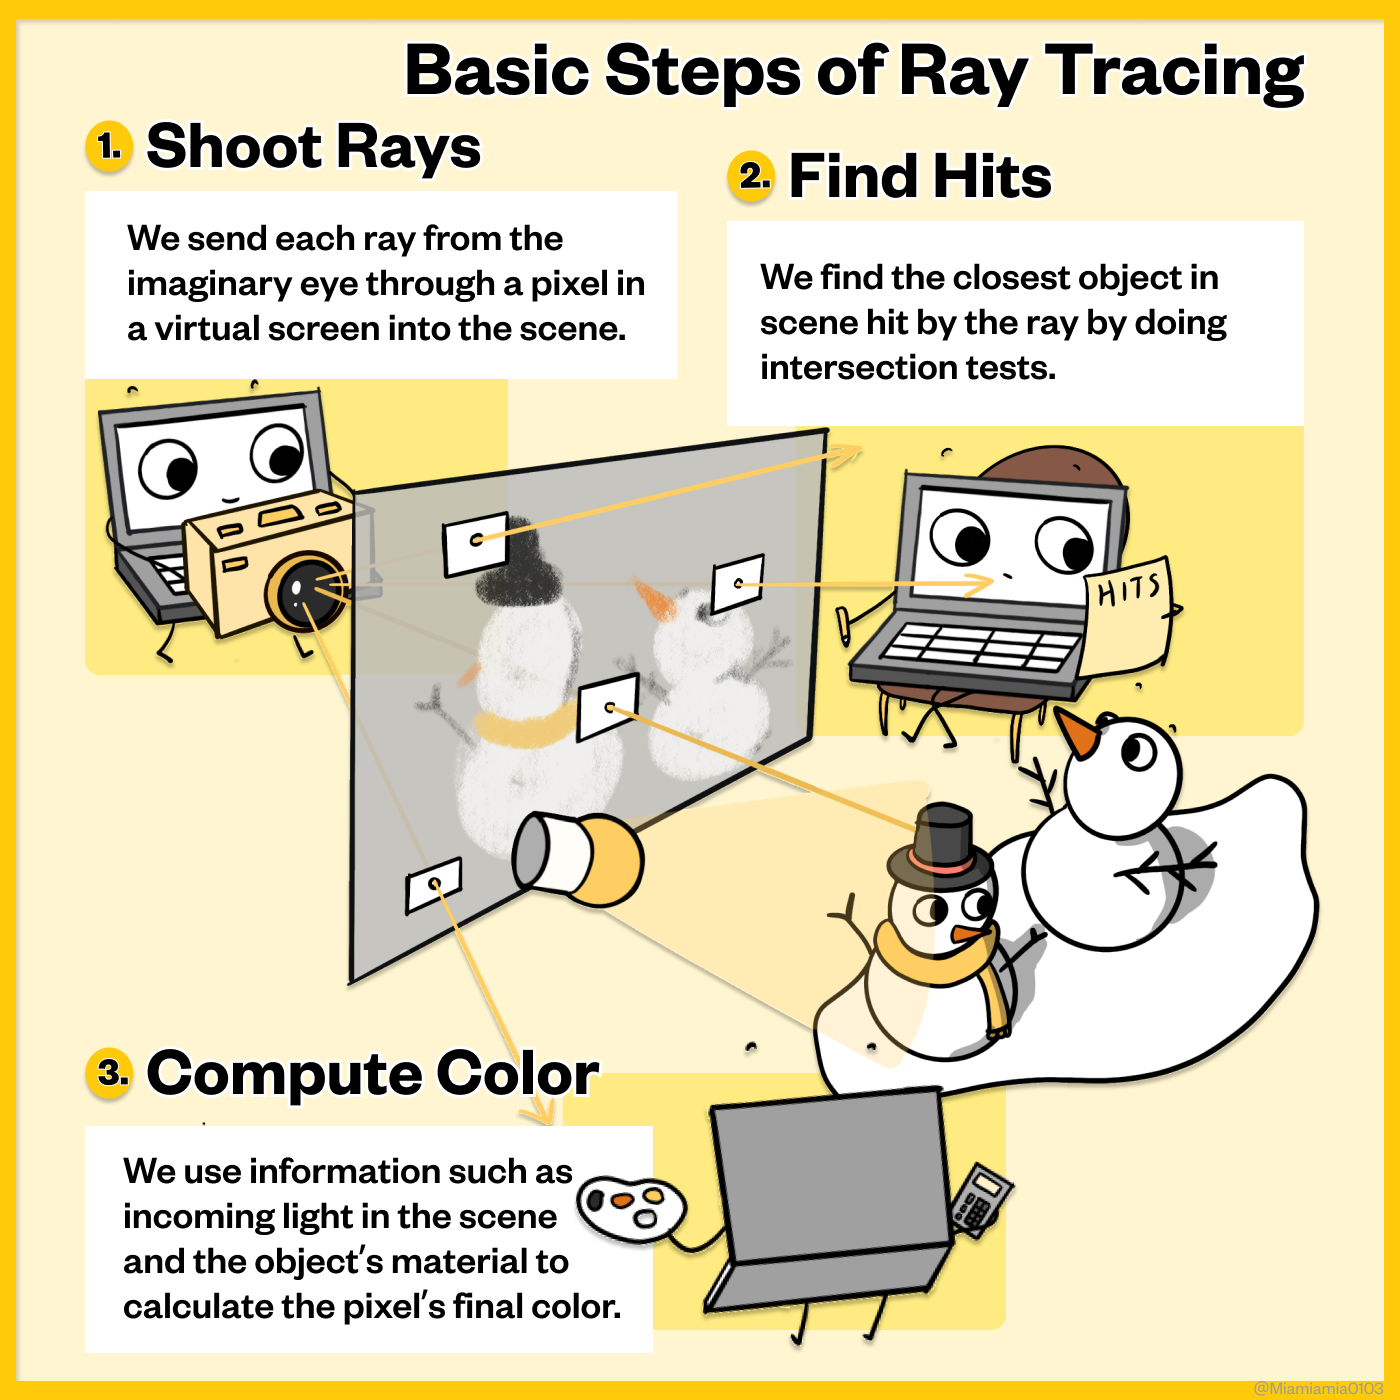 Basic Steps of Ray Tracing
1. Shoot Rays
We send each ray from the
imaginary eye through a pixel in
a virtual screen into the scene.
2. Find Hits
We find the closest object in
scene hit by the ray by doing
intersection tests.
HITS
3. Compute Color
We use information such as
incoming light in the scene
and the object's material to
calculate the pixel's final color.
@Miamiamia0103